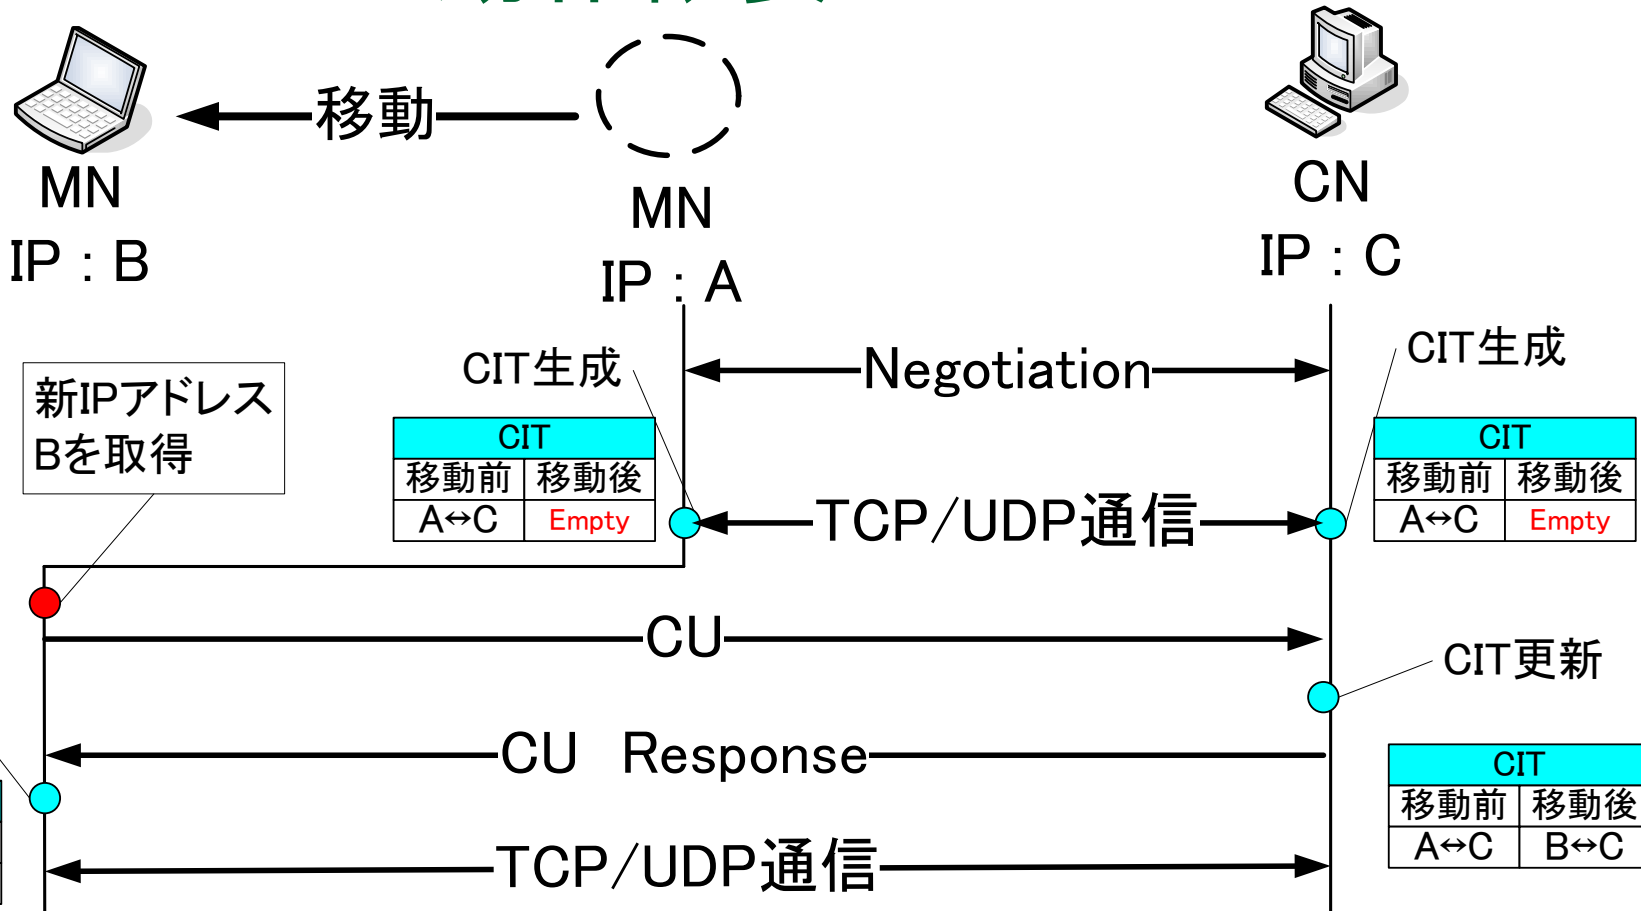 移動
MN
IP：B
MN
IP：A
CN
IP：C
新IPアドレス
Bを取得
CIT生成
Negotiation
CIT生成
CIT
移動前 移動後
A⇔C Empty
TCP/UDP通信
CIT
移動前 移動後
A⇔C Empty
CU
CIT更新
CU Response
CIT
移動前 移動後
A⇔C B⇔C
TCP/UDP通信